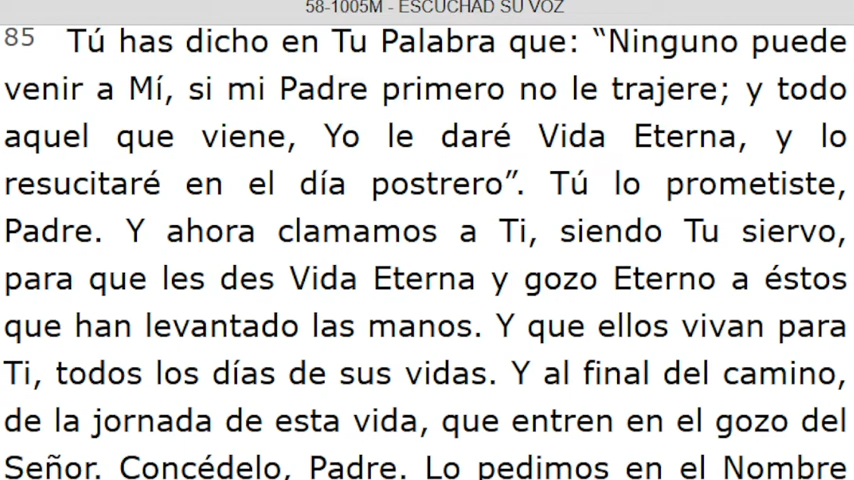 58-1005M - ESCUCHAD SU VOZ
85 Tú has dicho en Tu Palabra que: “Ninguno puede
venir a Mí, si mi Padre primero no le trajere; y todo
aquel que viene, Yo le daré Vida Eterna, y lo
resucitaré en el día postrero”. Tú lo prometiste,
Padre. Y ahora clamamos a Ti, siendo Tu siervo,
para que les des Vida Eterna y gozo Eterno a éstos
que han levantado las manos. Y que ellos vivan para
Ti, todos los días de sus vidas. Y al final del camino,
de la jornada de esta vida, que entren en el gozo del
Señor. Concédelo, Padre. Lo pedimos en el Nombre